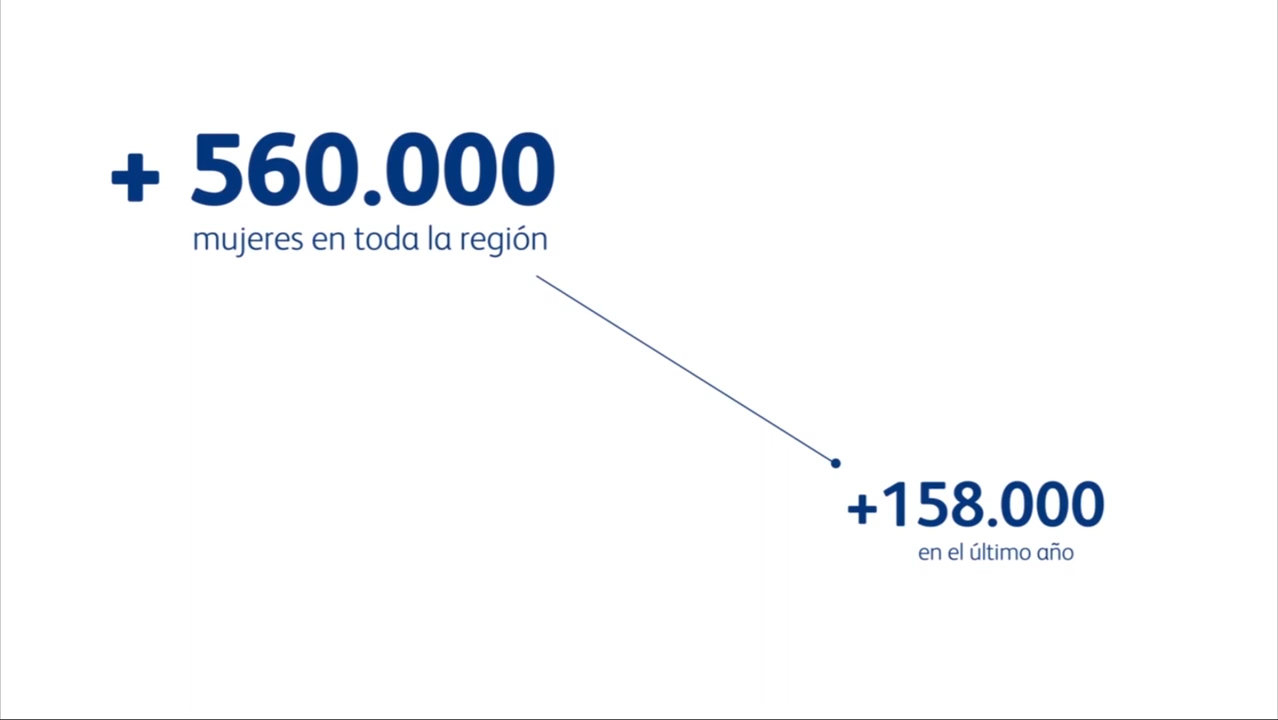 + 560.000
mujeres en toda la región
+158.000
en el último año